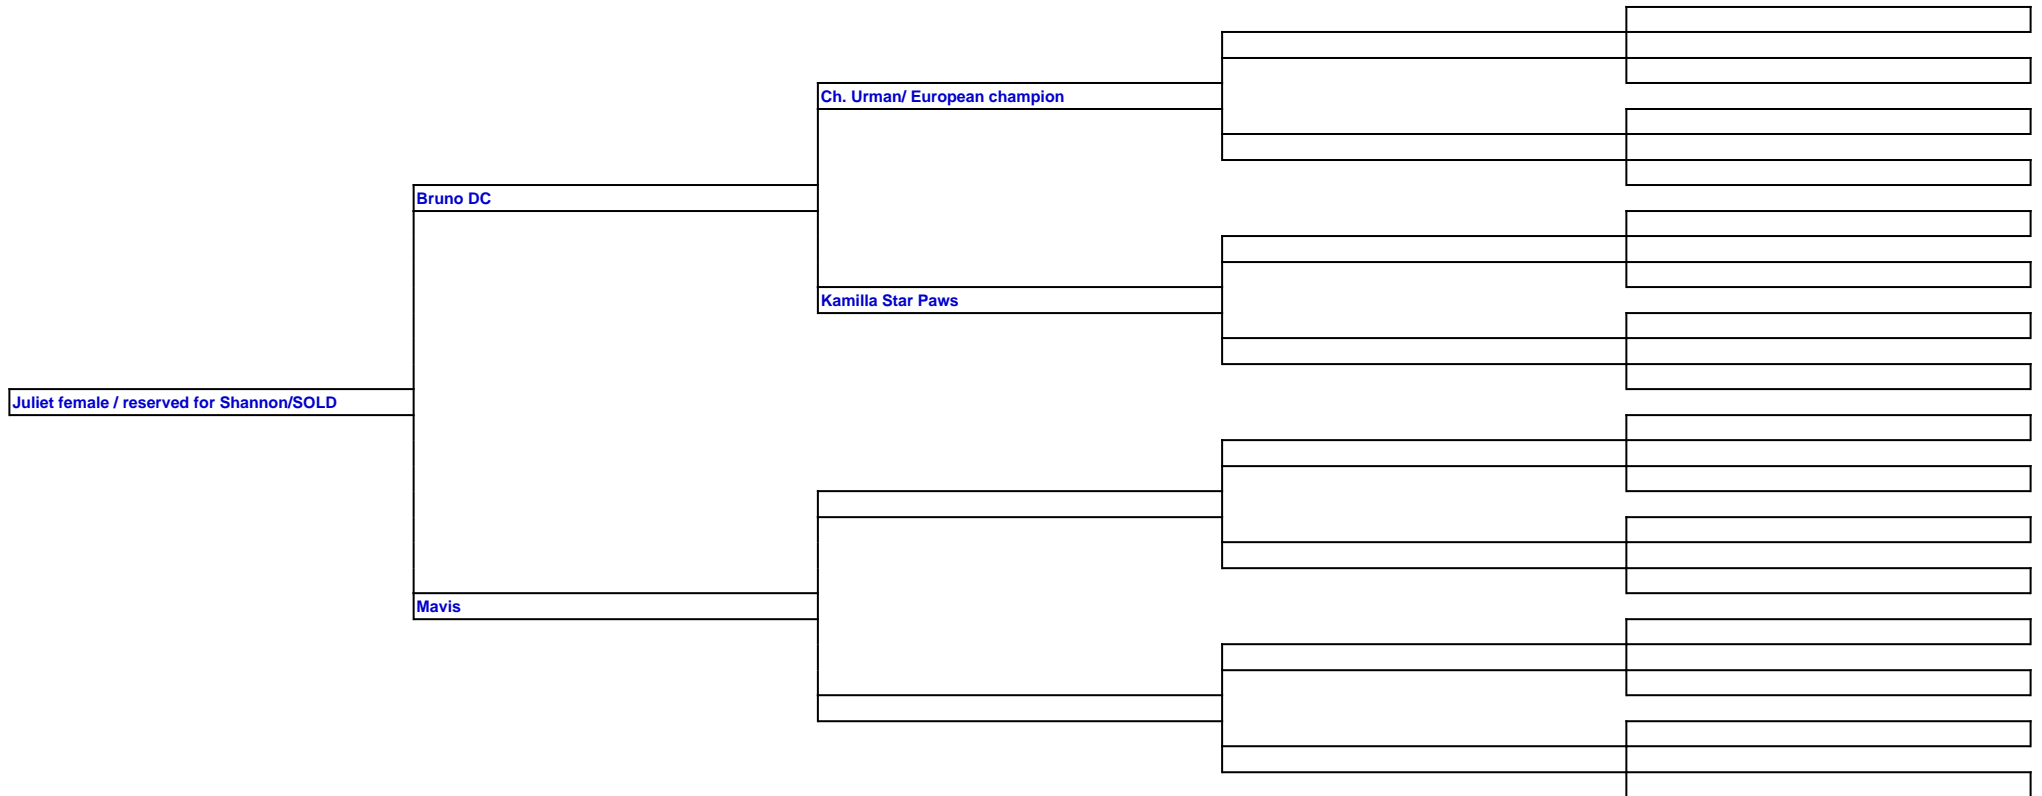 Ch. Urman/ European champion
Bruno DC
Kamilla Star Paws
Juliet female / reserved for Shannon/SOLD
Mavis